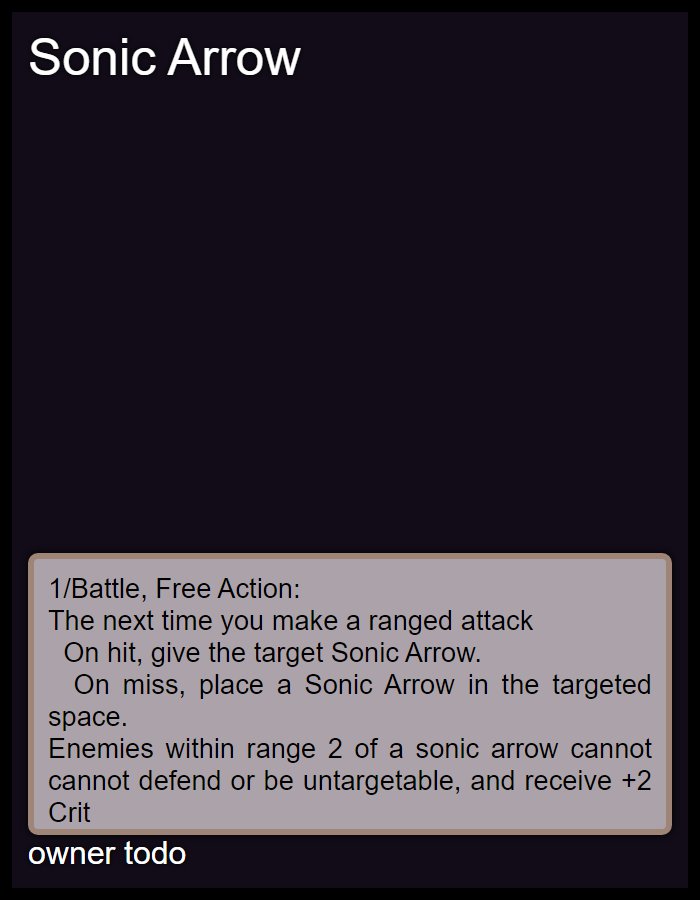 Sonic Arrow
1/Battle, Free Action:
The next time you make a ranged attack
On hit, give the target Sonic Arrow.
On miss, place a Sonic Arrow in the targeted
space.
Enemies within range 2 of a sonic arrow cannot
cannot defend or be untargetable, and receive +2
Crit
owner todo